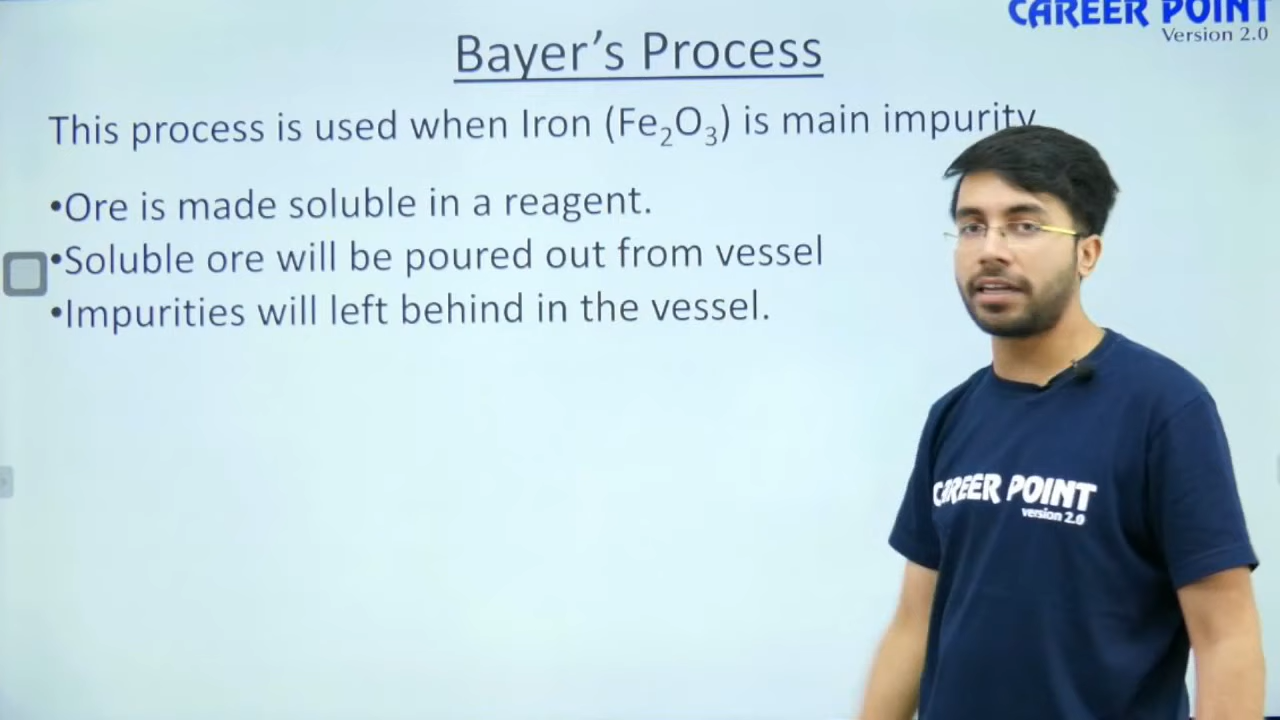 CAREER POINT
Version 2.0
Bayer's Process
This process is used when Iron (Fe₂O₃) is main impurity
•Ore is made soluble in a reagent.
•Soluble ore will be poured out from vessel
•Impurities will left behind in the vessel.
CAREER POINT
version 2.0